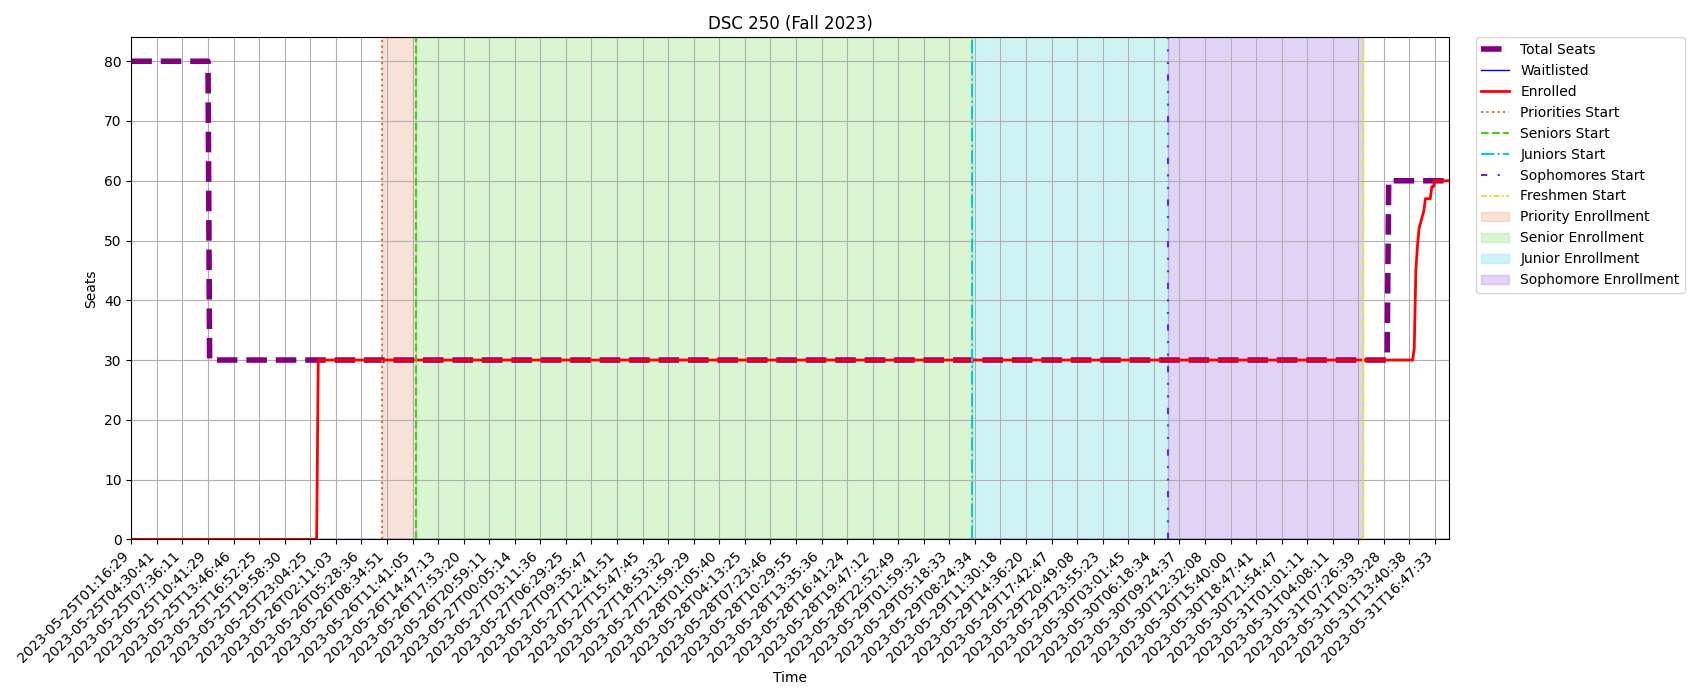 DSC 250 (Fall 2023)
Seats
80
70
60
50
40
30
20
10
0
2023-05-25T01:16:29
2023-05-25T04:30:41
2023-05-25T07:36:11
2023-05-25T10:41:29
2023-05-25T13:46:46
2023-05-25T16:52:25
2023-05-25T19:58:30
2023-05-25T23:04:25
2023-05-26T02:11:03
2023-05-26T05:28:36
2023-05-26T08:34:51
2023-05-26T11:41:05
2023-05-26T14:47:13
2023-05-26T17:53:20
2023-05-26T20:59:11
2023-05-27T00:05:14
2023-05-27T03:11:36
2023-05-27T06:29:25
2023-05-27T09:35:47
2023-05-27T12:41:51
2023-05-27T15:47:45
2023-05-27T18:53:32
2023-05-27T21:59:29
2023-05-28T01:05:40
2023-05-28T04:13:25
2023-05-28T07:23:46
2023-05-28T10:29:55
2023-05-28T13:35:36
2023-05-28T16:41:24
2023-05-28T19:47:12
2023-05-28T22:52:49
2023-05-29T01:59:32
2023-05-29T05:18:33
2023-05-29T08:24:34
2023-05-29T11:30:18
2023-05-29T14:36:20
2023-05-29T17:42:47
2023-05-29T20:49:08
2023-05-29T23:55:23
2023-05-30T03:01:45
2023-05-30T06:18:34
2023-05-30T09:24:37
2023-05-30T12:32:08
2023-05-30T15:40:00
2023-05-30T18:47:41
2023-05-30T21:54:47
2023-05-31T01:01:11
2023-05-31T04:08:11
2023-05-31T07:26:39
2023-05-31T10:33:28
2023-05-31T13:40:38
2023-05-31T16:47:33
Time
Total Seats
Waitlisted
Enrolled
Priorities Start
Seniors Start
Juniors Start
Sophomores Start
Freshmen Start
Priority Enrollment
Senior Enrollment
Junior Enrollment
Sophomore Enrollment